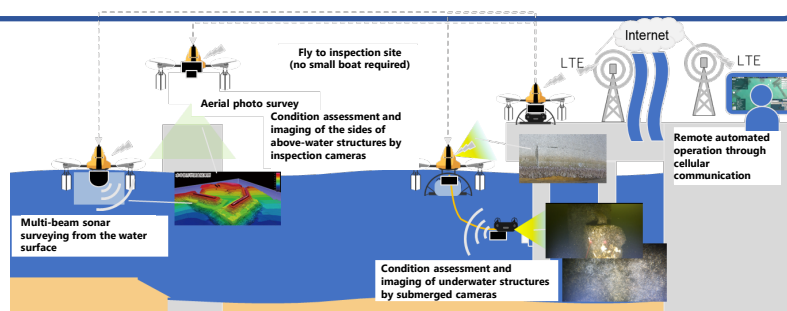 Fly to inspection site
(no small boat required)
Internet
LTE
LTE
Aerial photo survey
Condition assessment and
imaging of the sides of
above-water structures by
inspection cameras
Remote automated
operation through
cellular
communication
Multi-beam sonar
surveying from the water
surface
Condition assessment and
imaging of underwater structures
by submerged cameras